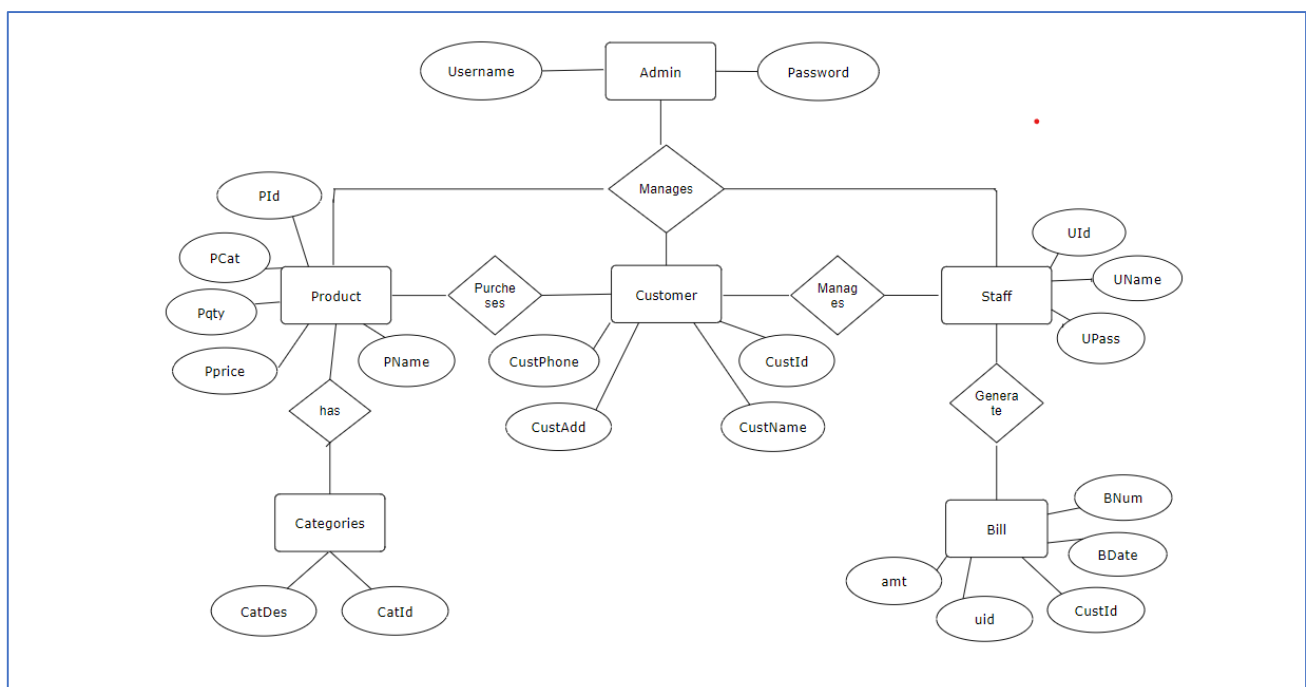 Username
Admin
Password
Manages
PId
UId
PCat
UName
Product
Purche
ses
Customer
Manag
es
Staff
Pqty
UPass
Pprice
PName
CustPhone
CustId
has
Genera
te
CustAdd
CustName
Categories
BNum
Bill
BDate
amt
CatDes
CatId
uid
CustId